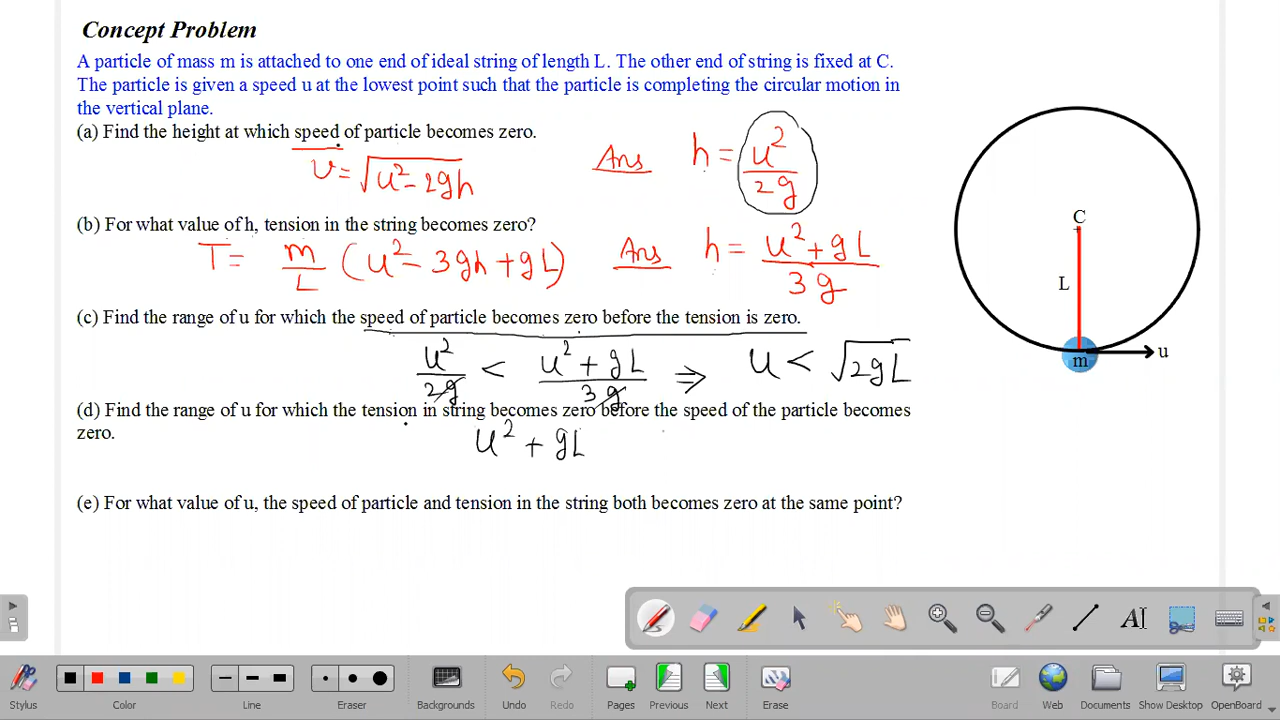 Concept Problem
A particle of mass m is attached to one end of ideal string of length L. The other end of string is fixed at C.
The particle is given a speed u at the lowest point such that the particle is completing the circular motion in
the vertical plane.
(a) Find the height at which speed of particle becomes zero.
v = √(u² - 2gh)
Ans h = u²/2g
(b) For what value of h, tension in the string becomes zero?
T = m/L (u² - 3gh + gL) Ans h = (u² + gL)/3g
(c) Find the range of u for which the speed of particle becomes zero before the tension is zero.
u²/2g < (u² + gL)/3g ⇒ u < √2gL
(d) Find the range of u for which the tension in string becomes zero before the speed of the particle becomes
zero.
u² + gL
(e) For what value of u, the speed of particle and tension in the string both becomes zero at the same point?
C
L
m
u
AI
Stylus
Color
Line
Eraser
Backgrounds
Undo
Redo
Pages
Previous
Next
Erase
Board
Web
Documents
Show Desktop
OpenBoard